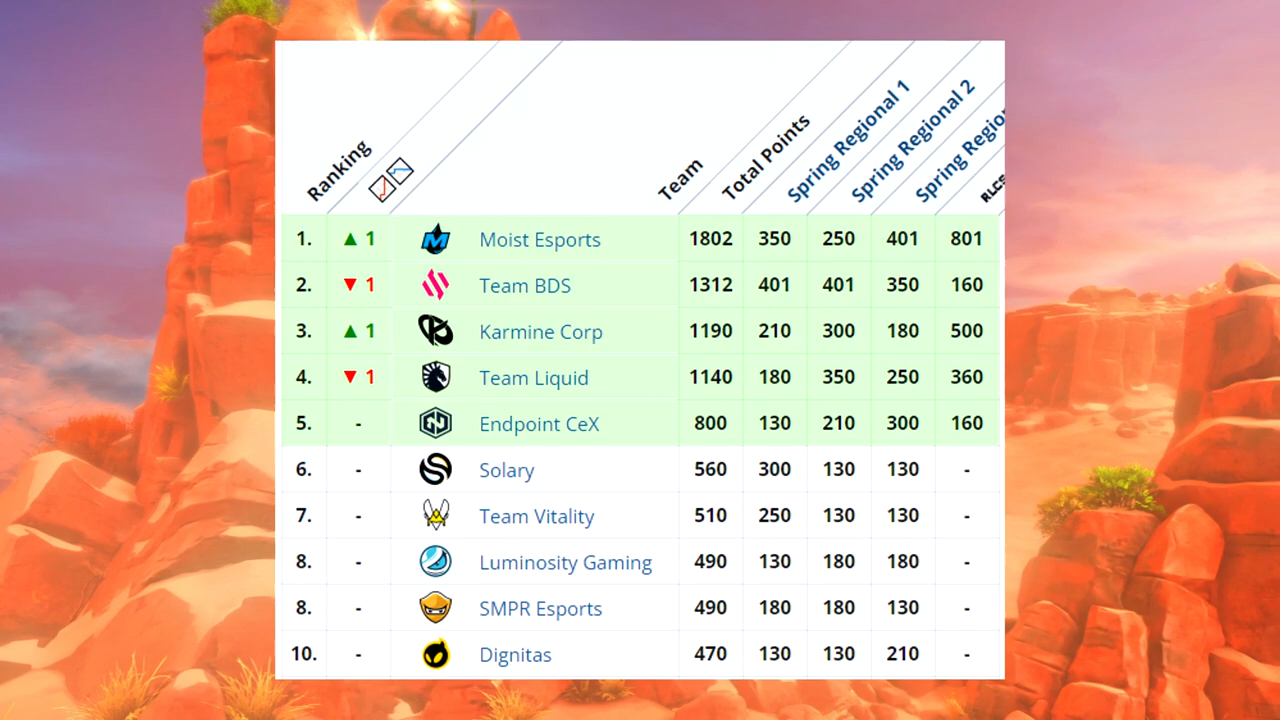 Ranking
Team
Total Points
Spring Regional 1
Spring Regional 2
Spring
1. ▲ 1 Moist Esports 1802 350 250 401 801
2. ▼ 1 Team BDS 1312 401 401 350 160
3. ▲ 1 Karmine Corp 1190 210 300 180 500
4. ▼ 1 Team Liquid 1140 180 350 250 360
5. - Endpoint CeX 800 130 210 300 160
6. - Solary 560 300 130 130 -
7. - Team Vitality 510 250 130 130 -
8. - Luminosity Gaming 490 130 180 180 -
8. - SMPR Esports 490 180 180 130 -
10. - Dignitas 470 130 130 210 -